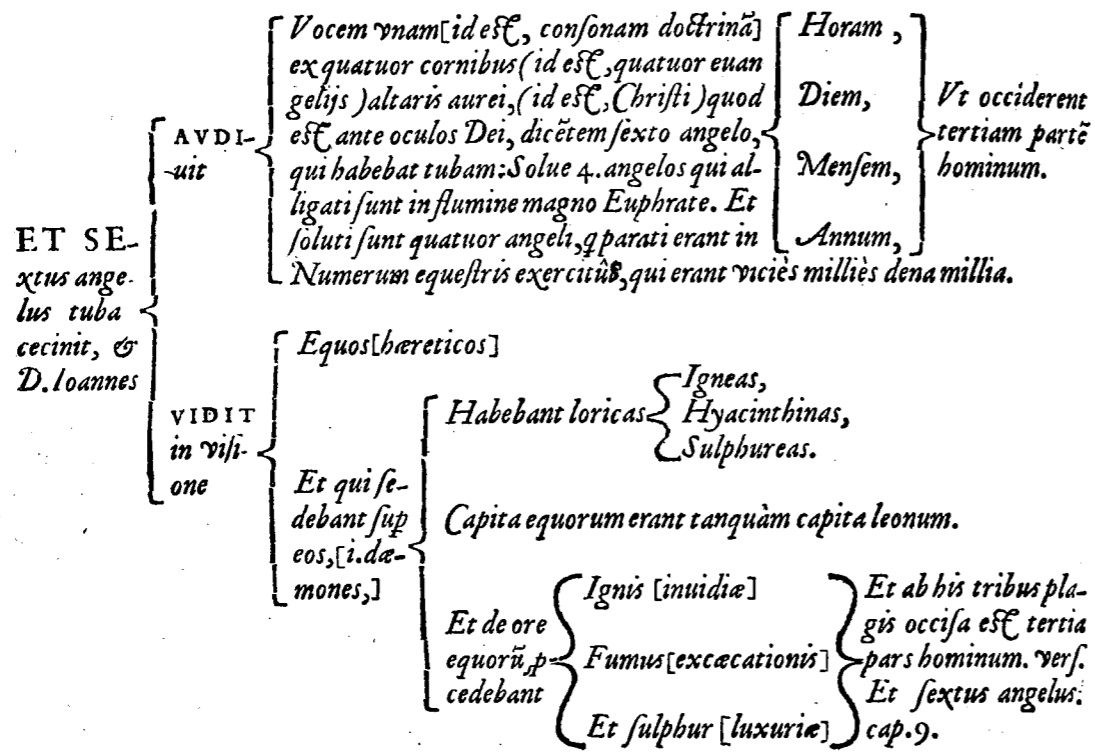 ET SE-
xtus ange-
lus tuba
cecinit, &
D. Ioannes
AVDI-
uit
Vocem vnam [id est, conſonam doctrinã]
ex quatuor cornibus (id est, quatuor euan
gelijs) altaris aurei, (id est, Chriſti) quod
est ante oculos Dei, dicẽtem ſexto angelo,
qui habebat tubam: Solue 4. angelos qui al-
ligati ſunt in flumine magno Euphrate. Et
ſoluti ſunt quatuor angeli, q parati erant in
Horam,
Diem,
Menſem,
Annum,
Vt occiderent
tertiam partẽ
hominum.
Numerum equeſtris exercitûs, qui erant viciès milliès dena millia.
VIDIT
in viſi-
one
Equos [hæreticos]
Et qui ſe-
debant ſuꝑ
eos, [i. dæ-
mones,]
Habebant loricas
Igneas,
Hyacinthinas,
Sulphureas.
Capita equorum erant tanquàm capita leonum.
Et de ore
equorũ, ꝓ
cedebant
Ignis [inuidiæ]
Fumus [excæcationis]
Et ſulphur [luxuriæ]
Et ab his tribus pla-
gis occiſa est tertia
pars hominum. verſ.
Et ſextus angelus.
cap. 9.